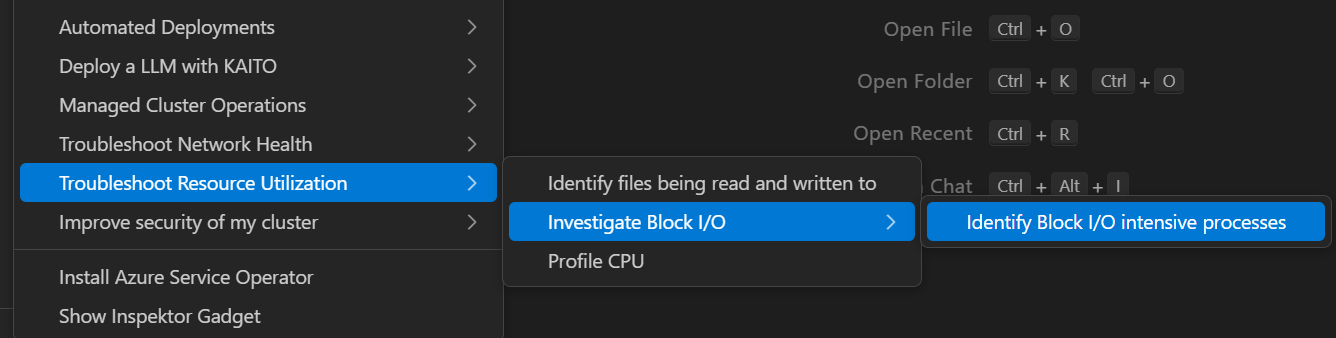 Automated Deployments
Deploy a LLM with KAITO
Managed Cluster Operations
Troubleshoot Network Health
Troubleshoot Resource Utilization
Improve security of my cluster
Install Azure Service Operator
Show Inspektor Gadget
Identify files being read and written to
Investigate Block I/O
Profile CPU
Identify Block I/O intensive processes
Open File Ctrl + O
Open Folder Ctrl + K Ctrl + O
Open Recent Ctrl + R
Chat Ctrl + Alt + I